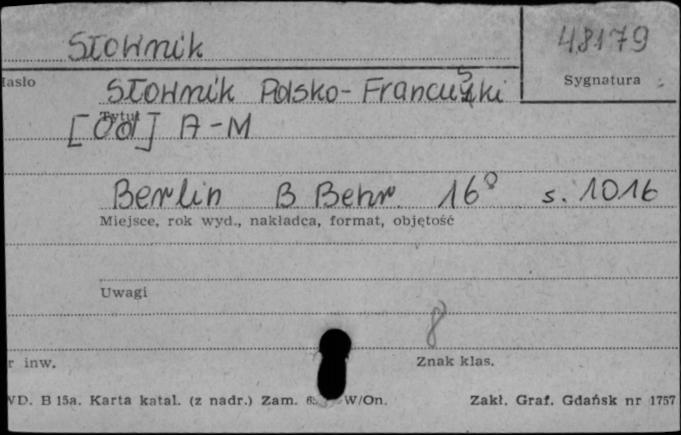 Słownik
48179
Hasło
Sygnatura
Słownik Polsko-Francuski
Tytuł
[Od] A-M
Berlin B Behr. 16° s. 1016
Miejsce, rok wyd., nakładca, format, objętość
Uwagi
8
r inw.
Znak klas.
WD. B 15a. Karta katal. (z nadr.) Zam. W/On.
Zakł. Graf. Gdańsk nr 1757